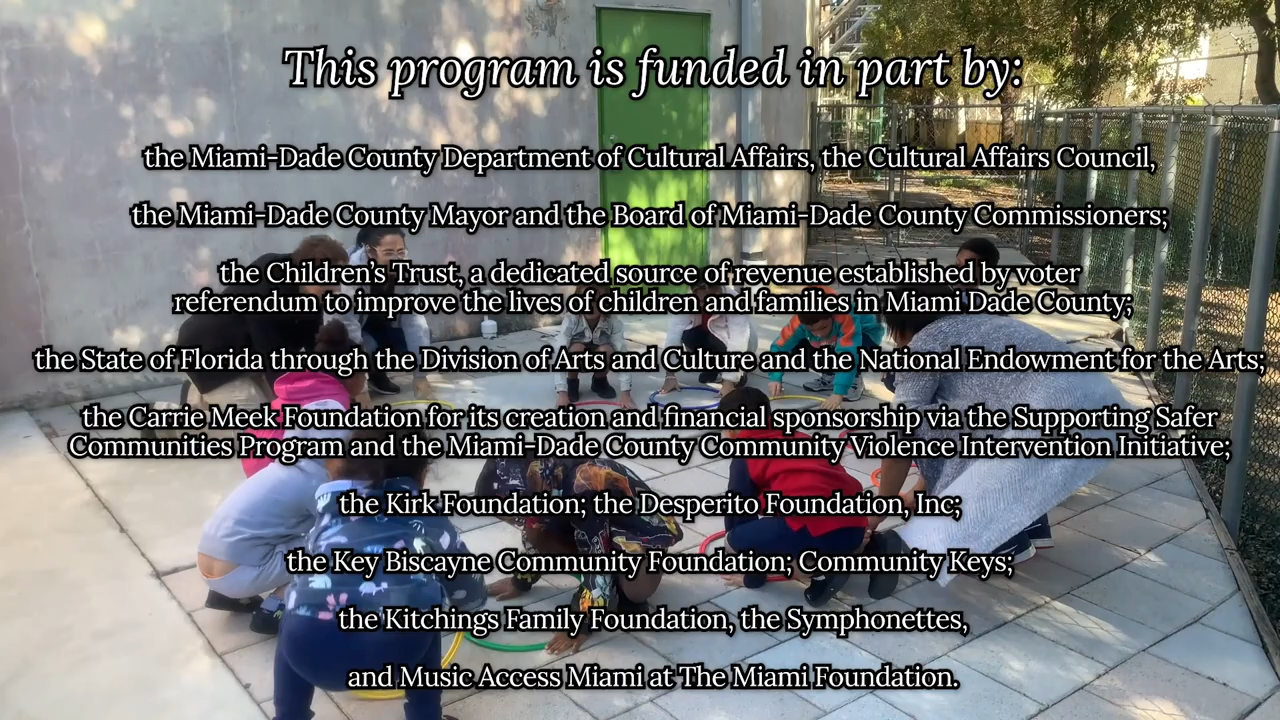 This program is funded in part by:
the Miami-Dade County Department of Cultural Affairs, the Cultural Affairs Council,
the Miami-Dade County Mayor and the Board of Miami-Dade County Commissioners;
the Children’s Trust, a dedicated source of revenue established by voter
referendum to improve the lives of children and families in Miami Dade County;
the State of Florida through the Division of Arts and Culture and the National Endowment for the Arts;
the Carrie Meek Foundation for its creation and financial sponsorship via the Supporting Safer
Communities Program and the Miami-Dade County Community Violence Intervention Initiative;
the Kirk Foundation; the Desperito Foundation, Inc;
the Key Biscayne Community Foundation; Community Keys;
the Kitchings Family Foundation, the Symphonettes,
and Music Access Miami at The Miami Foundation.